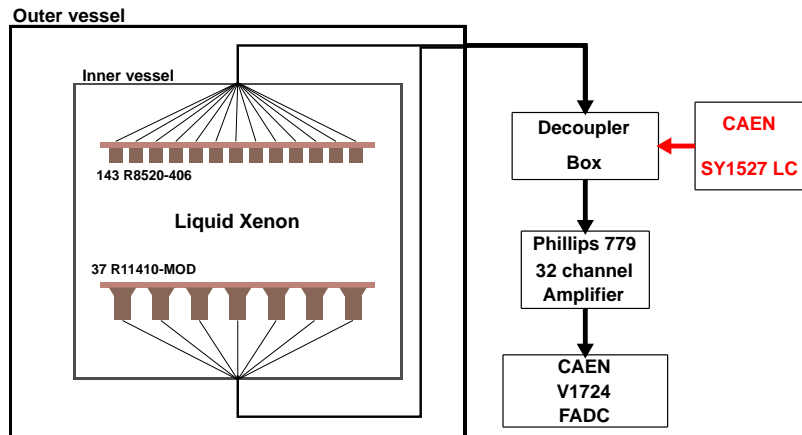 Outer vessel
Inner vessel
143 R8520-406
Liquid Xenon
37 R11410-MOD
Decoupler
Box
CAEN
SY1527 LC
Phillips 779
32 channel
Amplifier
CAEN
V1724
FADC